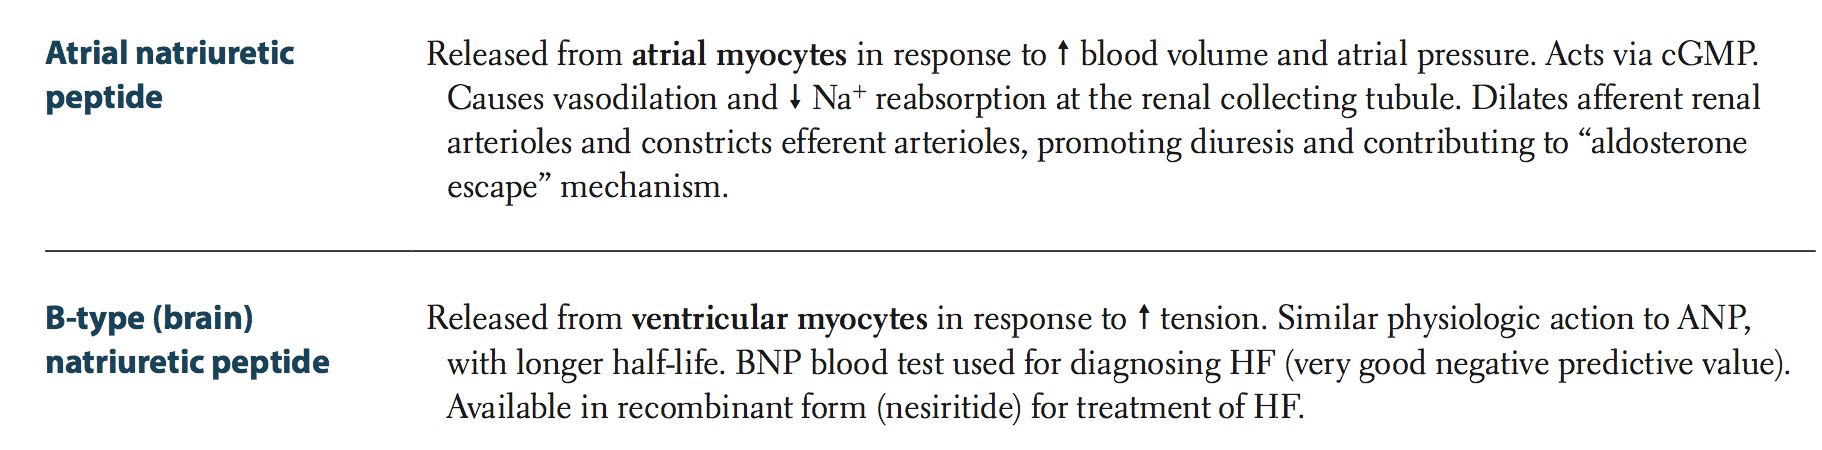 Atrial natriuretic
peptide
Released from atrial myocytes in response to ↑ blood volume and atrial pressure. Acts via cGMP.
Causes vasodilation and ↓ Na⁺ reabsorption at the renal collecting tubule. Dilates afferent renal
arterioles and constricts efferent arterioles, promoting diuresis and contributing to “aldosterone
escape” mechanism.
B-type (brain)
natriuretic peptide
Released from ventricular myocytes in response to ↑ tension. Similar physiologic action to ANP,
with longer half-life. BNP blood test used for diagnosing HF (very good negative predictive value).
Available in recombinant form (nesiritide) for treatment of HF.